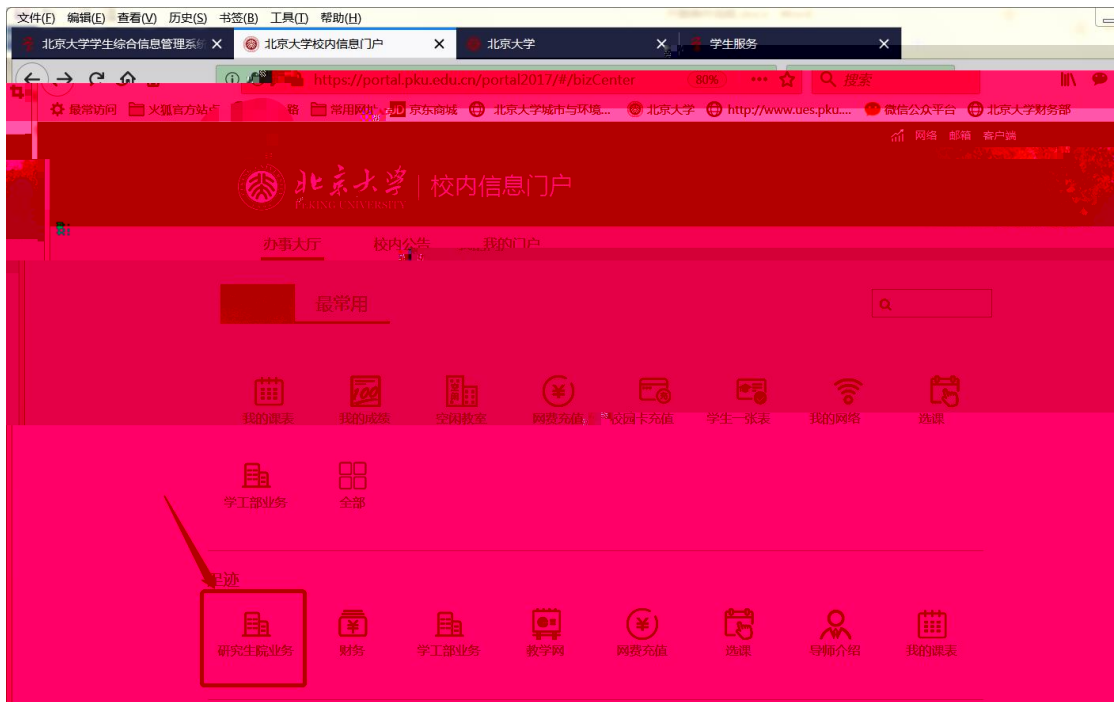 文件(F) 编辑(E) 查看(V) 历史(S) 书签(B) 工具(T) 帮助(H)
北京大学学生综合信息管理系统 × 北京大学校内信息门户 × 北京大学 × 学生服务 ×
https://portal.pku.edu.cn/portal2017/#/bizCenter 80% 搜索
最常访问 火狐官方站点 常用网址 JD 京东商城 北京大学城市与环境... 北京大学 http://www.ues.pku.... 微信公众平台 北京大学财务部
网络 邮箱 客户端
北京大学 | 校内信息门户
PEKING UNIVERSITY
办事大厅 校内公告 我的门户
最常用
我的课表 我的成绩 空闲教室 网费充值 校园卡充值 学生一张表 我的网络 选课
学工部业务 全部
足迹
研究生院业务 财务 学工部业务 教学网 网费充值 选课 导师介绍 我的课表